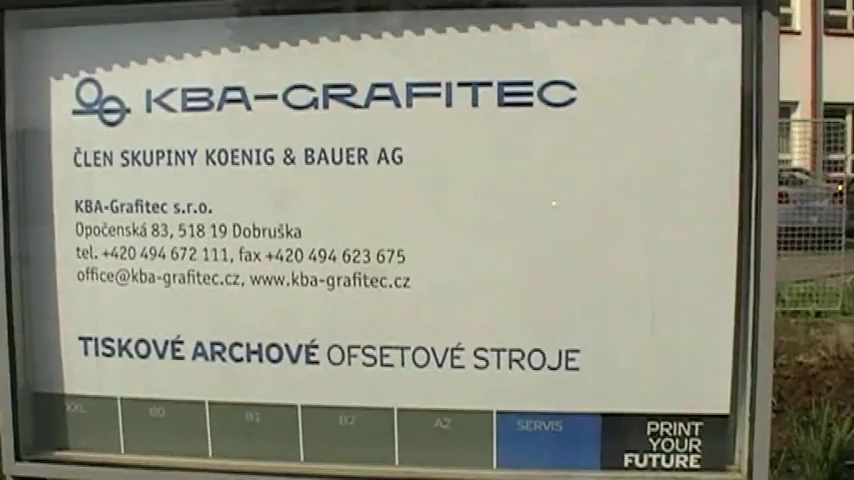 KBA-GRAFITEC
ČLEN SKUPINY KOENIG & BAUER AG
KBA-Grafitec s.r.o.
Opočenská 83, 518 19 Dobruška
tel. +420 494 672 111, fax +420 494 623 675
office@kba-grafitec.cz, www.kba-grafitec.cz
TISKOVÉ ARCHOVÉ OFSETOVÉ STROJE
XXL B0 B1 B2 A2 SERVIS
PRINT
YOUR
FUTURE